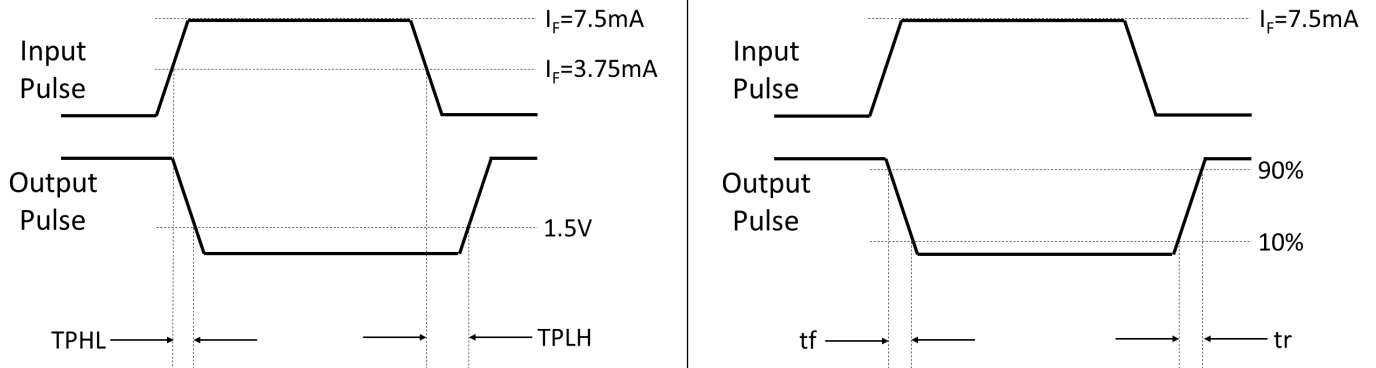 Input
Pulse
I_F=7.5mA
I_F=3.75mA
Output
Pulse
1.5V
TPHL
TPLH
Input
Pulse
I_F=7.5mA
Output
Pulse
90%
10%
tf
tr